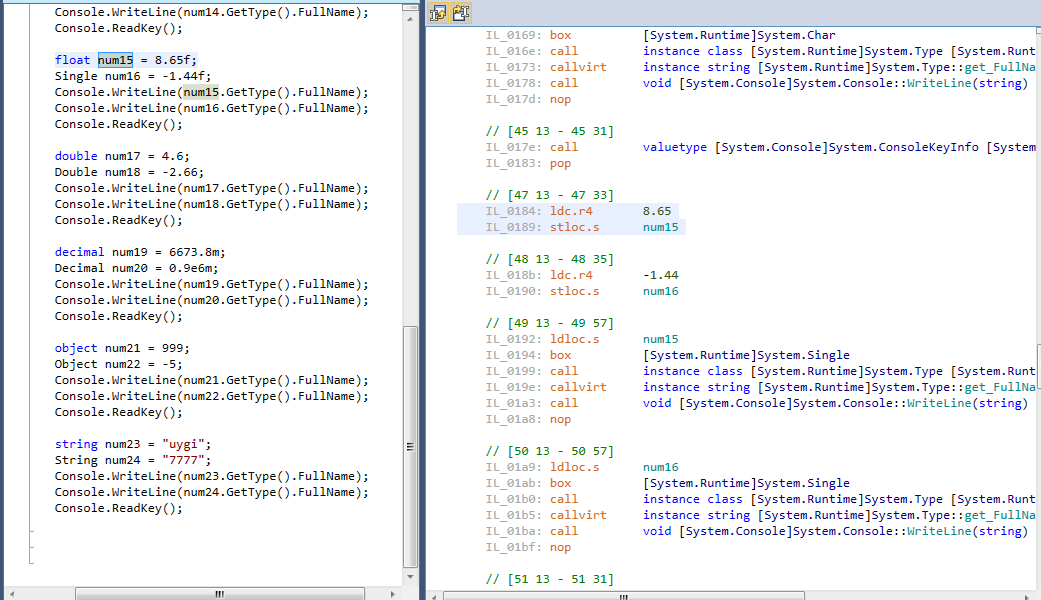 Console.WriteLine(num14.GetType().FullName);
Console.ReadKey();
float num15 = 8.65f;
Single num16 = -1.44f;
Console.WriteLine(num15.GetType().FullName);
Console.WriteLine(num16.GetType().FullName);
Console.ReadKey();
double num17 = 4.6;
Double num18 = -2.66;
Console.WriteLine(num17.GetType().FullName);
Console.WriteLine(num18.GetType().FullName);
Console.ReadKey();
decimal num19 = 6673.8m;
Decimal num20 = 0.9e6m;
Console.WriteLine(num19.GetType().FullName);
Console.WriteLine(num20.GetType().FullName);
Console.ReadKey();
object num21 = 999;
Object num22 = -5;
Console.WriteLine(num21.GetType().FullName);
Console.WriteLine(num22.GetType().FullName);
Console.ReadKey();
string num23 = "uygi";
String num24 = "7777";
Console.WriteLine(num23.GetType().FullName);
Console.WriteLine(num24.GetType().FullName);
Console.ReadKey();
IL_0169: box [System.Runtime]System.Char
IL_016e: call instance class [System.Runtime]System.Type [System.Runt
IL_0173: callvirt instance string [System.Runtime]System.Type::get_FullNa
IL_0178: call void [System.Console]System.Console::WriteLine(string)
IL_017d: nop
// [45 13 - 45 31]
IL_017e: call valuetype [System.Console]System.ConsoleKeyInfo [System
IL_0183: pop
// [47 13 - 47 33]
IL_0184: ldc.r4 8.65
IL_0189: stloc.s num15
// [48 13 - 48 35]
IL_018b: ldc.r4 -1.44
IL_0190: stloc.s num16
// [49 13 - 49 57]
IL_0192: ldloc.s num15
IL_0194: box [System.Runtime]System.Single
IL_0199: call instance class [System.Runtime]System.Type [System.Runt
IL_019e: callvirt instance string [System.Runtime]System.Type::get_FullNa
IL_01a3: call void [System.Console]System.Console::WriteLine(string)
IL_01a8: nop
// [50 13 - 50 57]
IL_01a9: ldloc.s num16
IL_01ab: box [System.Runtime]System.Single
IL_01b0: call instance class [System.Runtime]System.Type [System.Runt
IL_01b5: callvirt instance string [System.Runtime]System.Type::get_FullNa
IL_01ba: call void [System.Console]System.Console::WriteLine(string)
IL_01bf: nop
// [51 13 - 51 31]